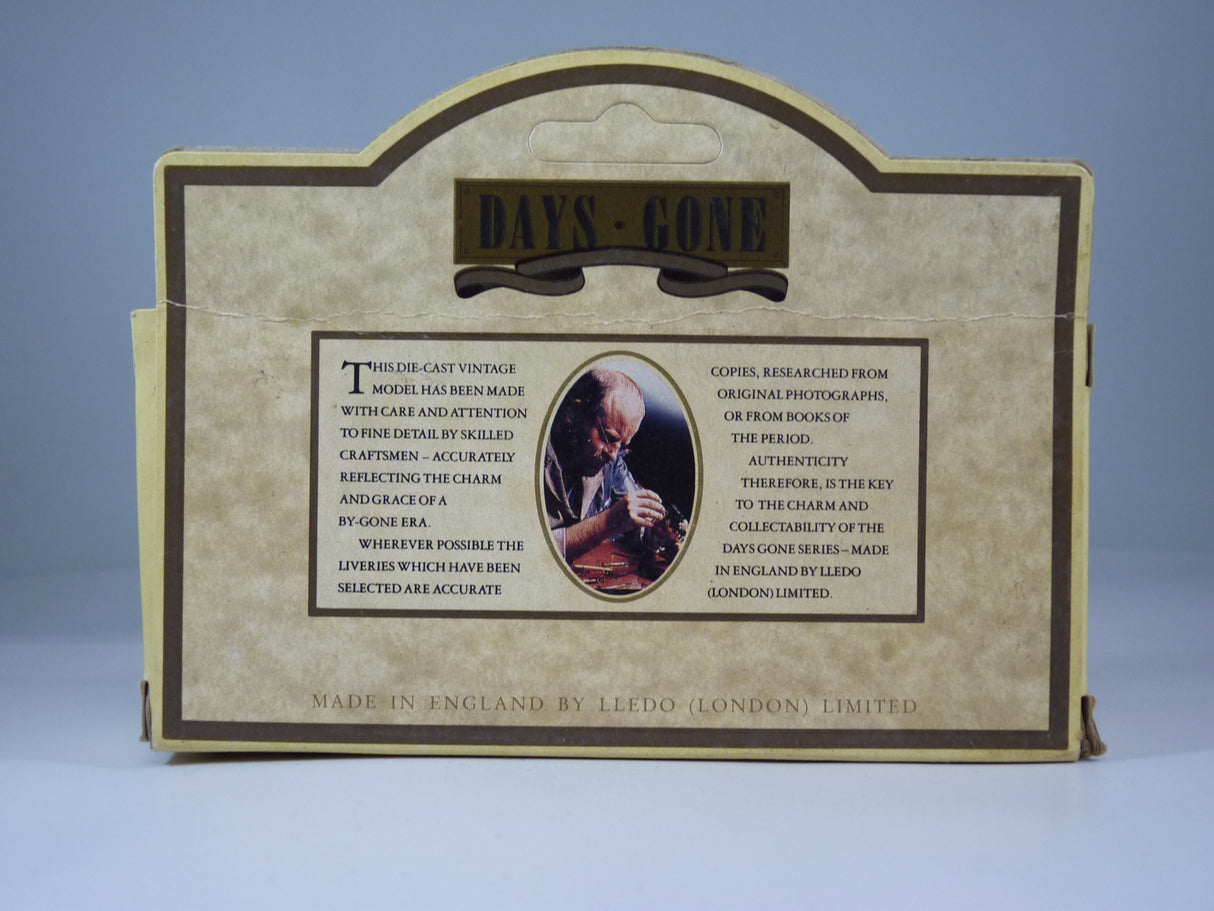 DAYS · GONE
THIS DIE-CAST VINTAGE
MODEL HAS BEEN MADE
WITH CARE AND ATTENTION
TO FINE DETAIL BY SKILLED
CRAFTSMEN – ACCURATELY
REFLECTING THE CHARM
AND GRACE OF A
BY-GONE ERA.
WHEREVER POSSIBLE THE
LIVERIES WHICH HAVE BEEN
SELECTED ARE ACCURATE
COPIES, RESEARCHED FROM
ORIGINAL PHOTOGRAPHS,
OR FROM BOOKS OF
THE PERIOD.
AUTHENTICITY
THEREFORE, IS THE KEY
TO THE CHARM AND
COLLECTABILITY OF THE
DAYS GONE SERIES – MADE
IN ENGLAND BY LLEDO
(LONDON) LIMITED.
MADE IN ENGLAND BY LLEDO (LONDON) LIMITED